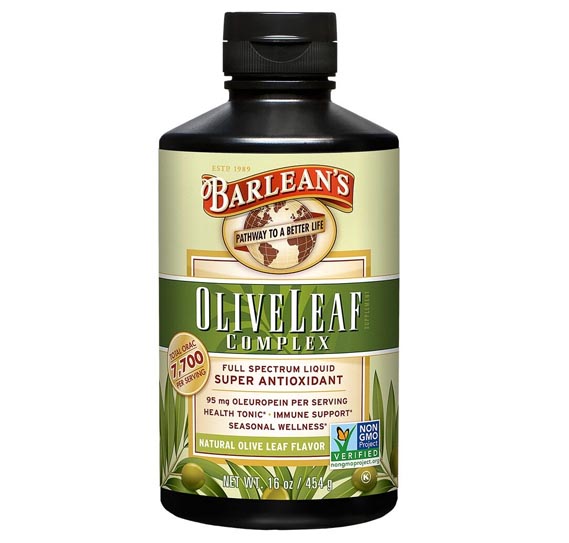 ESTD 1989
BARLEAN'S
PATHWAY TO A BETTER LIFE
OLIVELEAF
SUPPLEMENT
COMPLEX
TOTAL ORAC
7,700
PER SERVING
FULL SPECTRUM LIQUID
SUPER ANTIOXIDANT
95 mg OLEUROPEIN PER SERVING
HEALTH TONIC* · IMMUNE SUPPORT*
SEASONAL WELLNESS*
NATURAL OLIVE LEAF FLAVOR
NON
GMO
Project
VERIFIED
nongmoproject.org
K
NET WT. 16 oz / 454 g